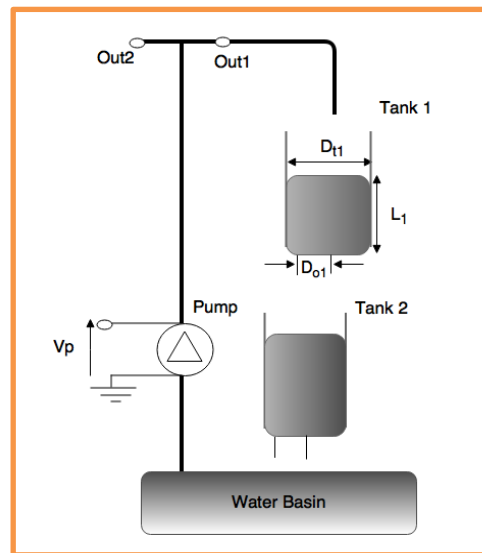 Out2
Out1
Tank 1
Dt1
L1
Do1
Pump
Tank 2
Vp
Water Basin